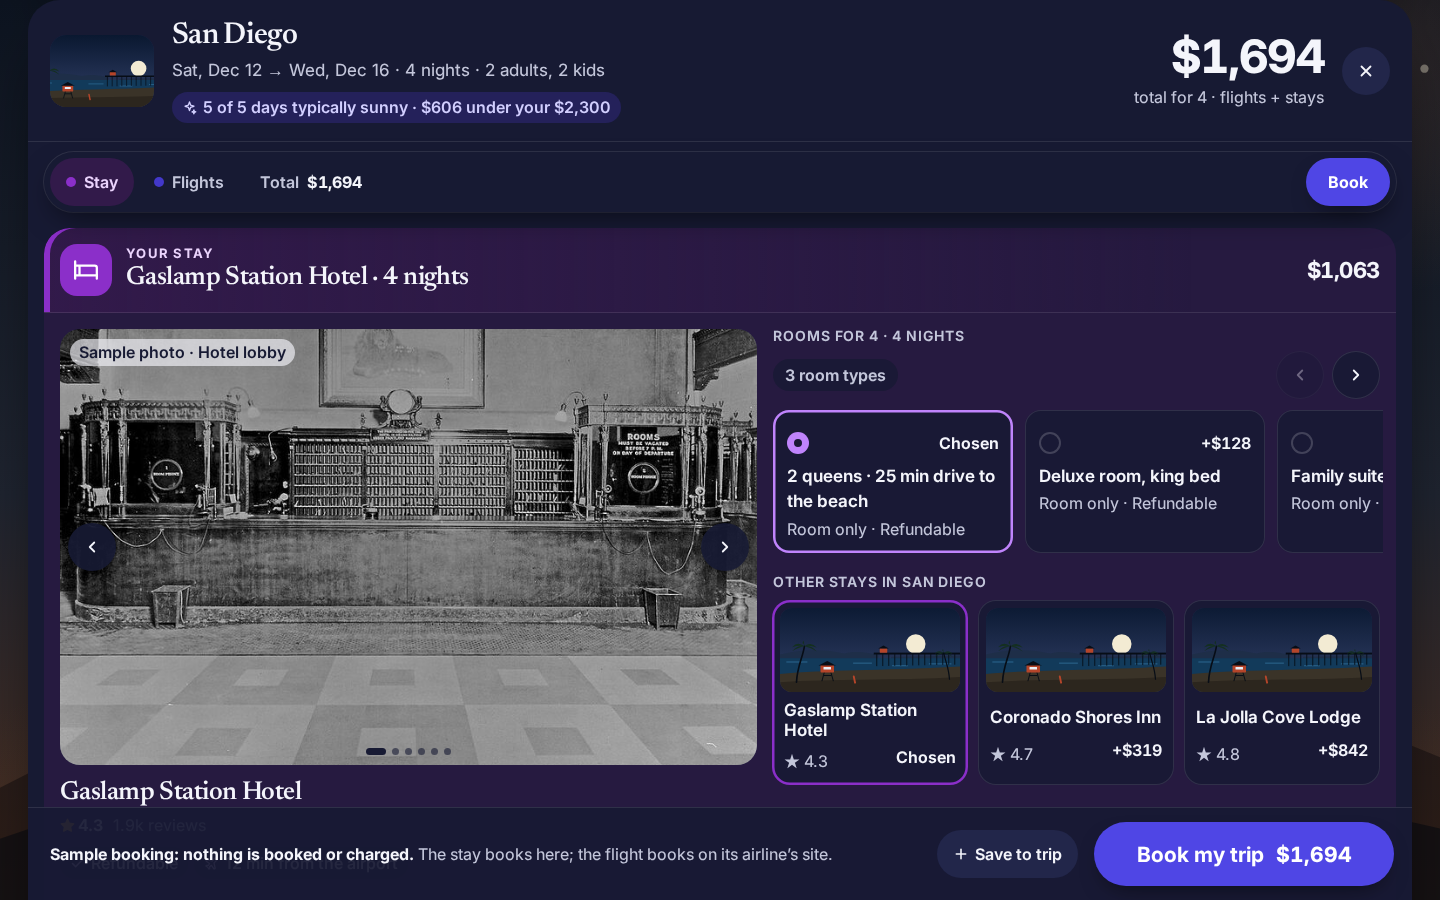 San Diego
Sat, Dec 12 → Wed, Dec 16 · 4 nights · 2 adults, 2 kids
5 of 5 days typically sunny · $606 under your $2,300
$1,694
total for 4 · flights + stays
Stay
Flights
Total $1,694
Book
YOUR STAY
Gaslamp Station Hotel · 4 nights
$1,063
Sample photo · Hotel lobby
ROOMS
MUST BE VACATED
BEFORE 7 P.M.
ON DAY OF DEPARTURE
ROOMS FOR 4 · 4 NIGHTS
3 room types
Chosen
2 queens · 25 min drive to
the beach
Room only · Refundable
+$128
Deluxe room, king bed
Room only · Refundable
Family suite
Room only ·
OTHER STAYS IN SAN DIEGO
Gaslamp Station
Hotel
★ 4.3
Chosen
Coronado Shores Inn
★ 4.7
+$319
La Jolla Cove Lodge
★ 4.8
+$842
Gaslamp Station Hotel
★ 4.3 1.9k reviews
Sample booking: nothing is booked or charged. The stay books here; the flight books on its airline’s site.
+ Save to trip
Book my trip $1,694